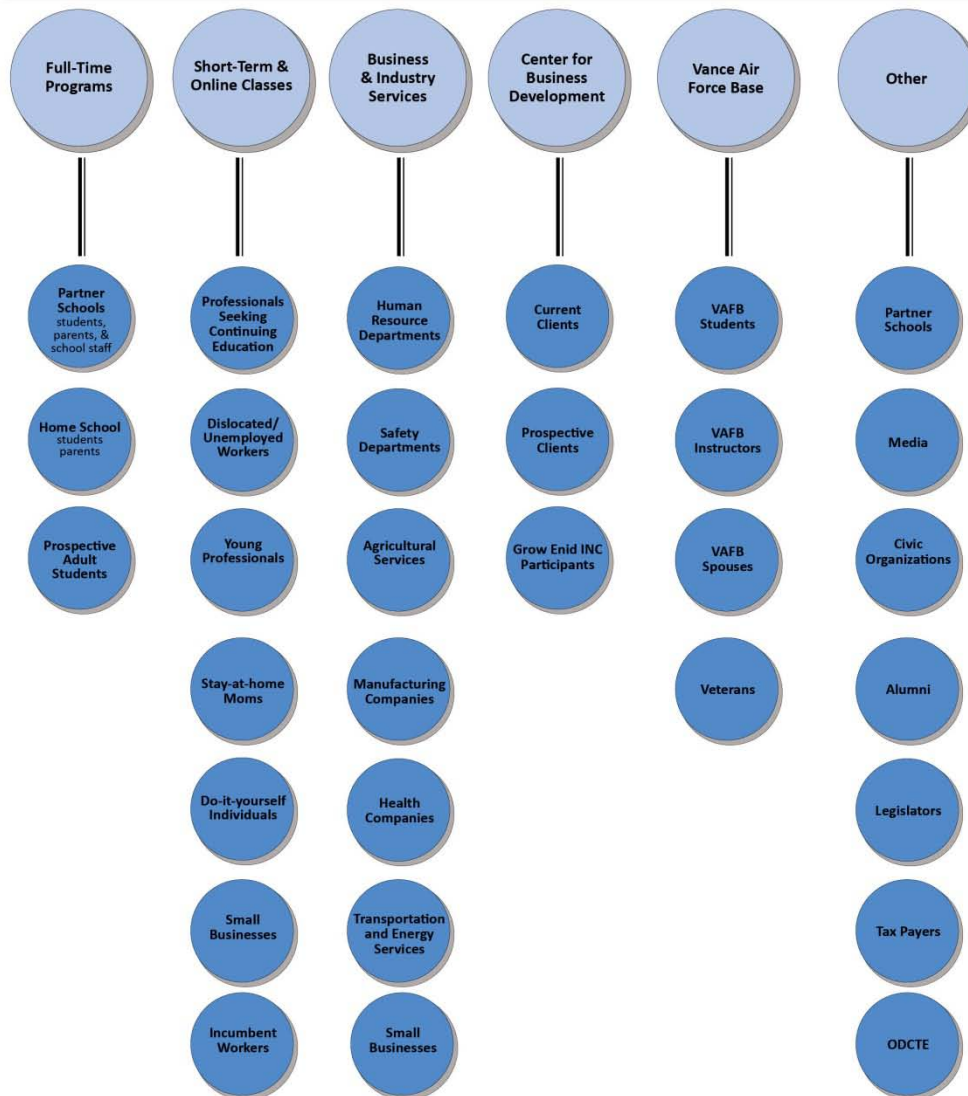 Full-Time
Programs
Short-Term &
Online Classes
Business
& Industry
Services
Center for
Business
Development
Vance Air
Force Base
Other
Partner
Schools
students,
parents, &
school staff
Home School
students
parents
Prospective
Adult
Students
Professionals
Seeking
Continuing
Education
Dislocated/
Unemployed
Workers
Young
Professionals
Stay-at-home
Moms
Do-it-yourself
Individuals
Small
Businesses
Incumbent
Workers
Human
Resource
Departments
Safety
Departments
Agricultural
Services
Manufacturing
Companies
Health
Companies
Transportation
and Energy
Services
Small
Businesses
Current
Clients
Prospective
Clients
Grow Enid INC
Participants
VAFB
Students
VAFB
Instructors
VAFB
Spouses
Veterans
Partner
Schools
Media
Civic
Organizations
Alumni
Legislators
Tax Payers
ODCTE